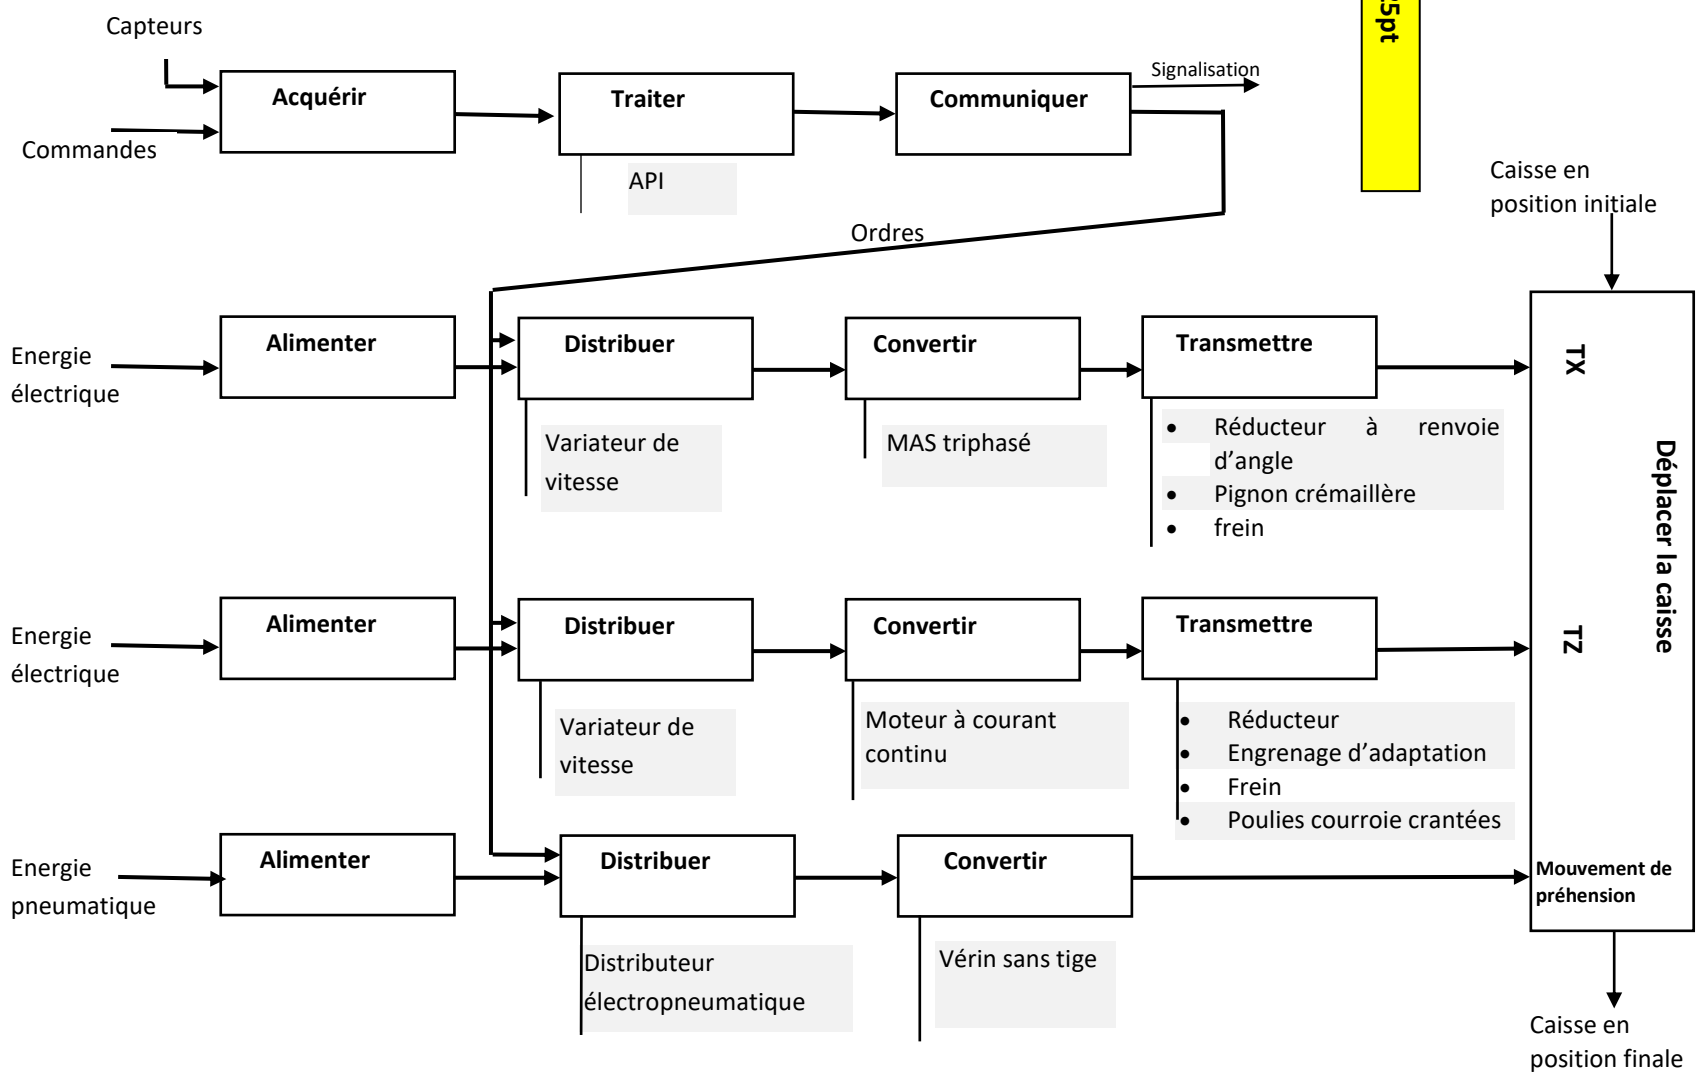 Capteurs
5pt
Acquérir
Traiter
Communiquer
Signalisation
Commandes
API
Caisse en
position initiale
Ordres
Energie
électrique
Alimenter
Distribuer
Convertir
Transmettre
TX
Variateur de
vitesse
MAS triphasé
• Réducteur à renvoie
d’angle
• Pignon crémaillère
• frein
Déplacer la caisse
Energie
électrique
Alimenter
Distribuer
Convertir
Transmettre
TZ
Variateur de
vitesse
Moteur à courant
continu
• Réducteur
• Engrenage d’adaptation
• Frein
• Poulies courroie crantées
Energie
pneumatique
Alimenter
Distribuer
Convertir
Mouvement de
préhension
Distributeur
électropneumatique
Vérin sans tige
Caisse en
position finale